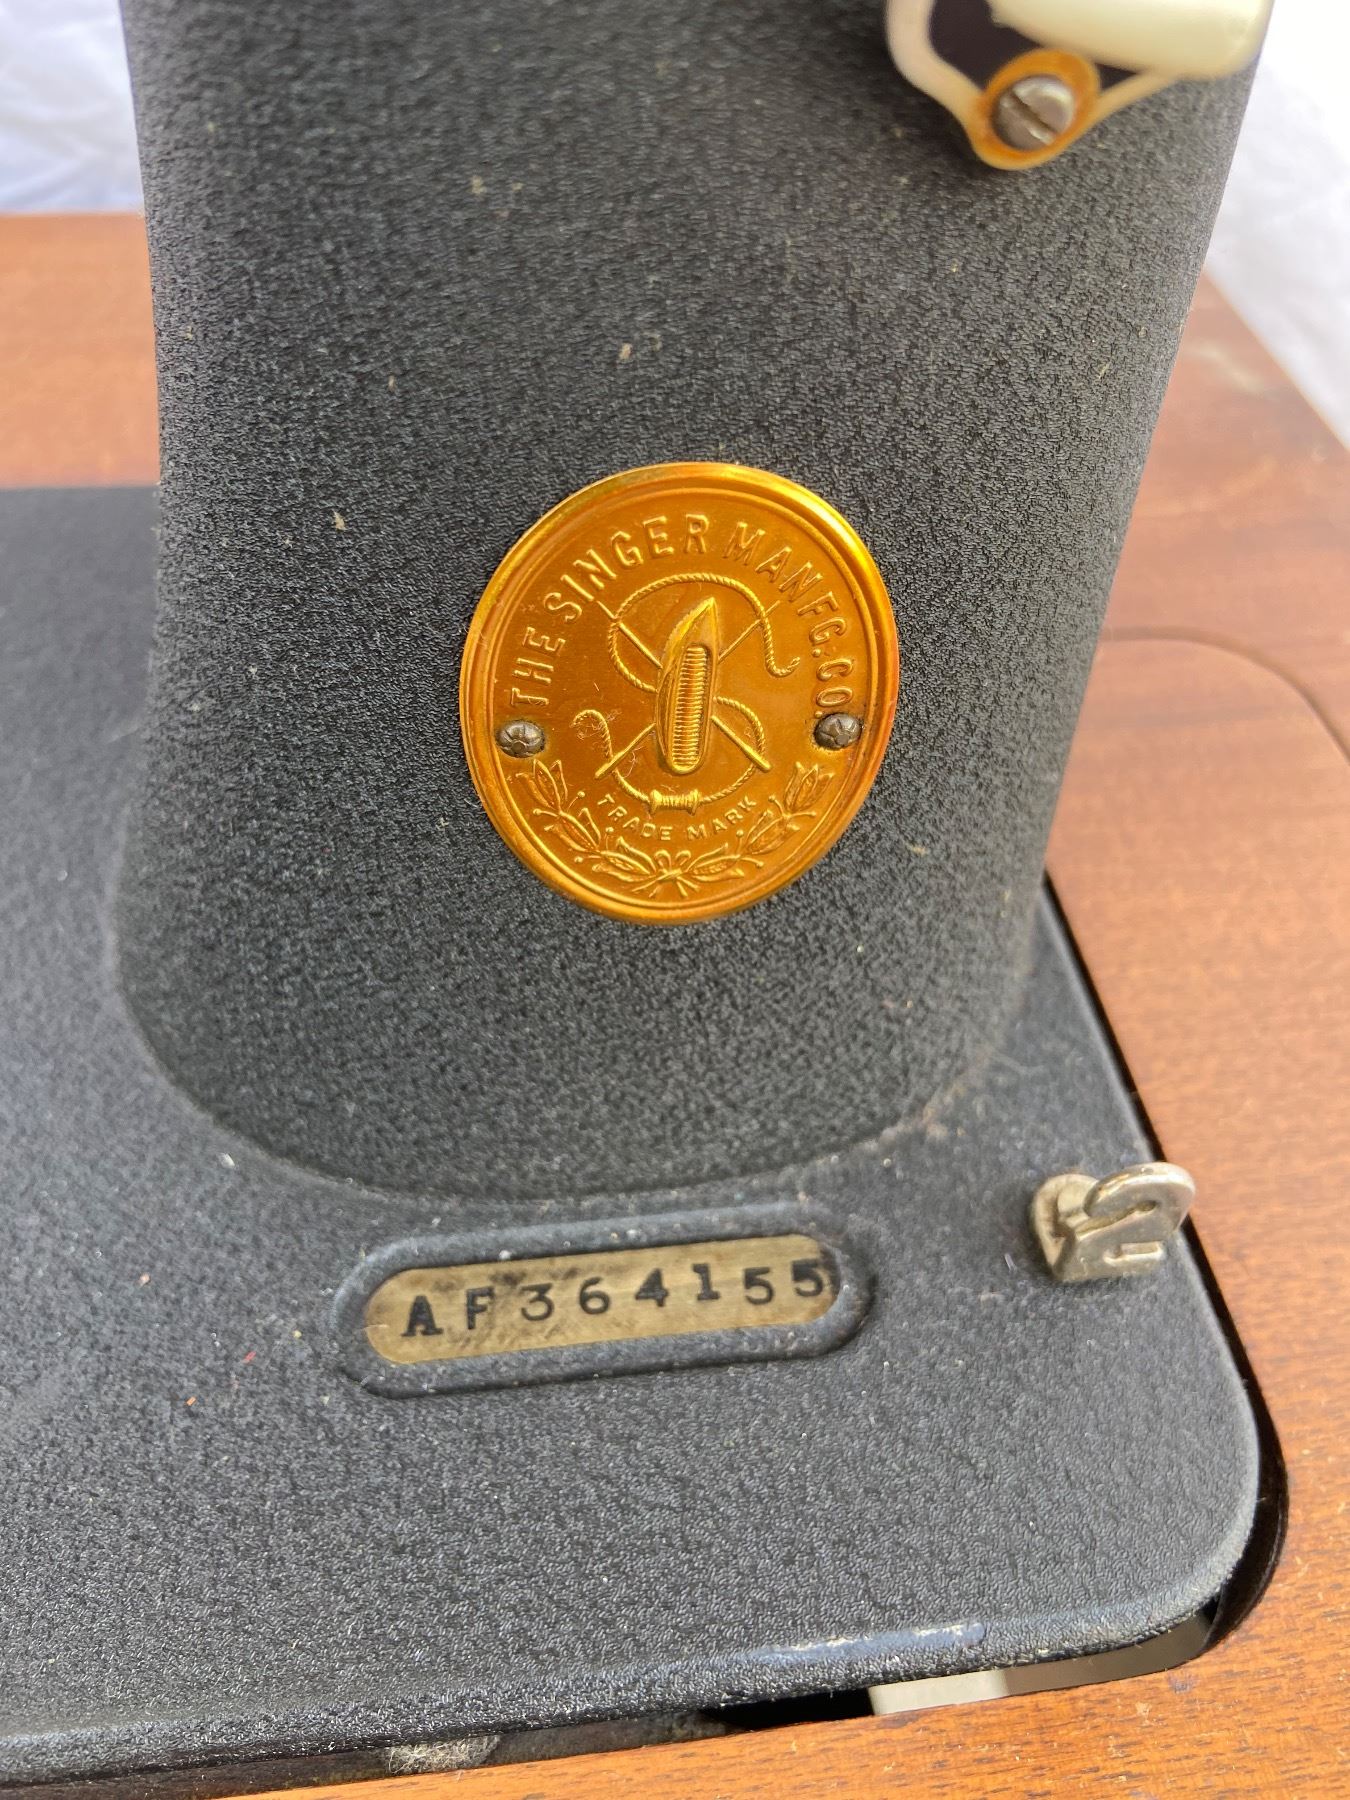 THE SINGER MANFG. CO.
TRADE MARK
AF364155